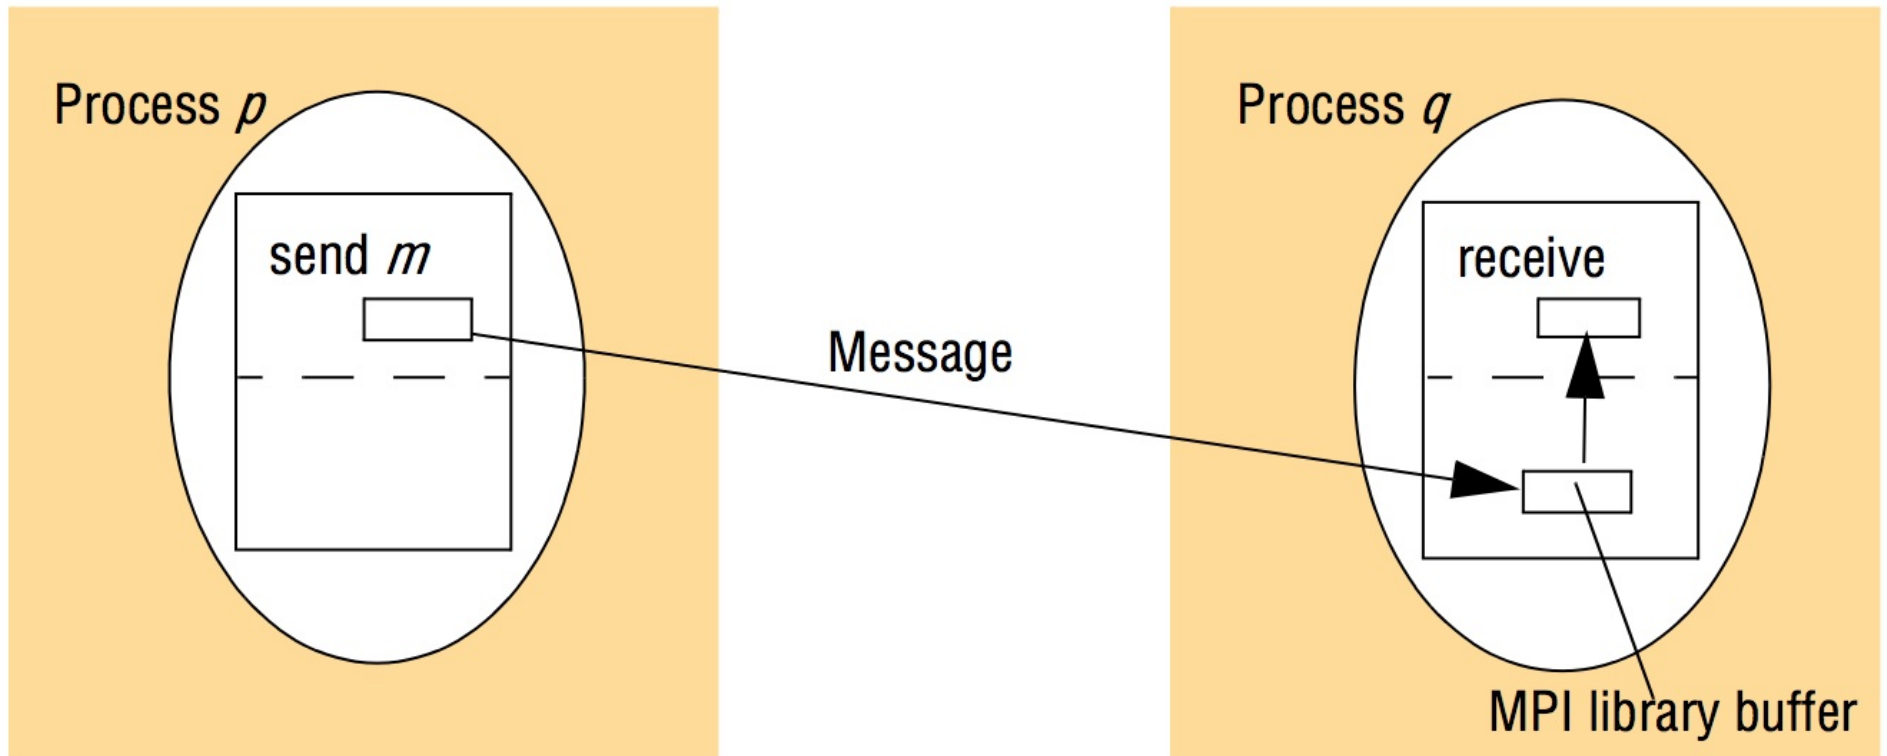 Process p
Process q
send m
receive
Message
MPI library buffer